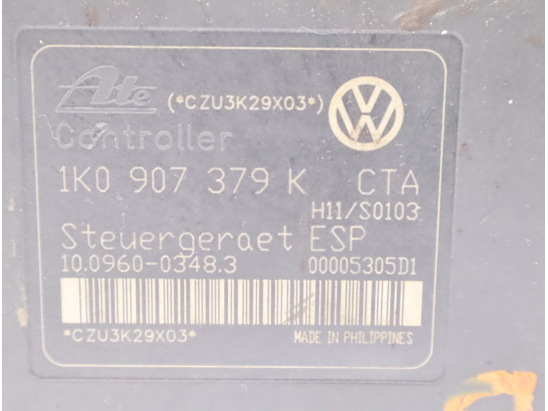 Ate (*CZU3K29X03*)
Controller
1K0 907 379 K CTA
H11/S0103
Steuergeraet ESP
10.0960-0348.3 00005305D1
*CZU3K29X03* MADE IN PHILIPPINES